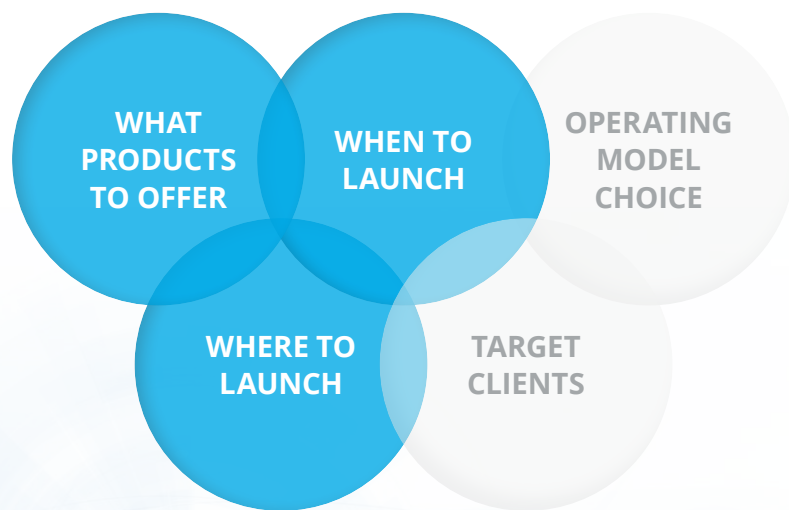 WHAT
PRODUCTS
TO OFFER
WHEN TO
LAUNCH
OPERATING
MODEL
CHOICE
WHERE TO
LAUNCH
TARGET
CLIENTS